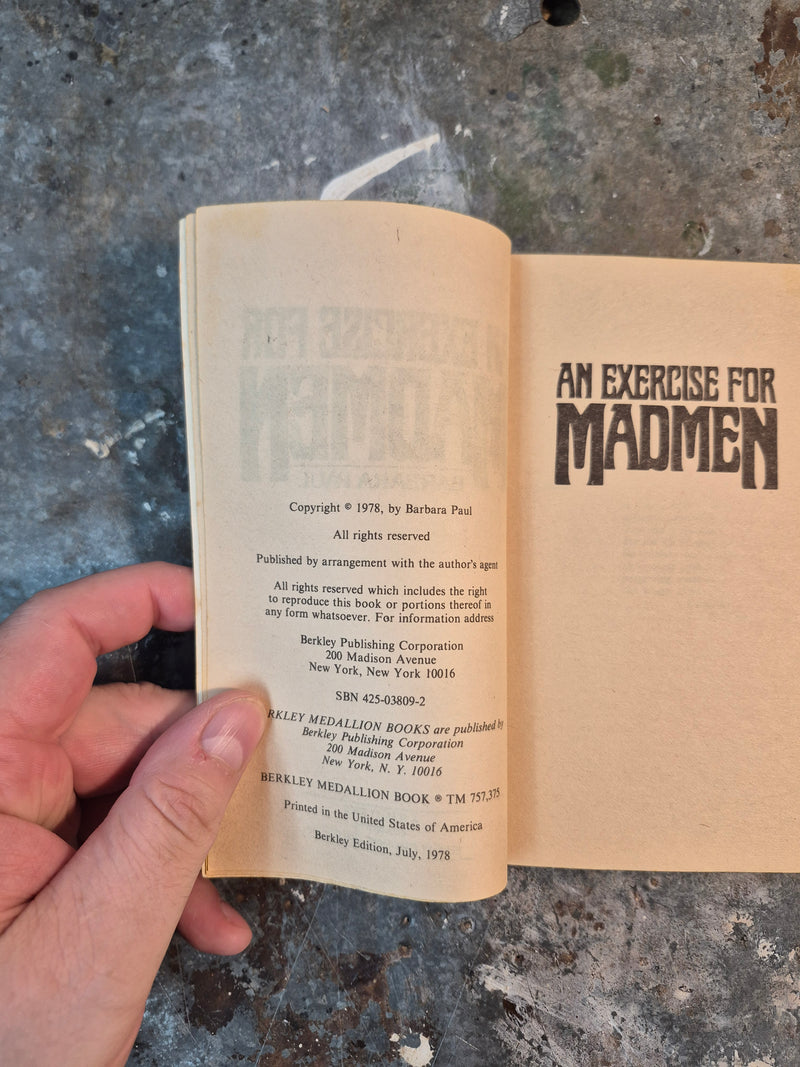 Copyright © 1978, by Barbara Paul
All rights reserved
Published by arrangement with the author's agent
All rights reserved which includes the right
to reproduce this book or portions thereof in
any form whatsoever. For information address
Berkley Publishing Corporation
200 Madison Avenue
New York, New York 10016
SBN 425-03809-2
RKLEY MEDALLION BOOKS are published by
Berkley Publishing Corporation
200 Madison Avenue
New York, N. Y. 10016
BERKLEY MEDALLION BOOK ® TM 757,375
Printed in the United States of America
Berkley Edition, July, 1978
AN EXERCISE FOR
MADMEN